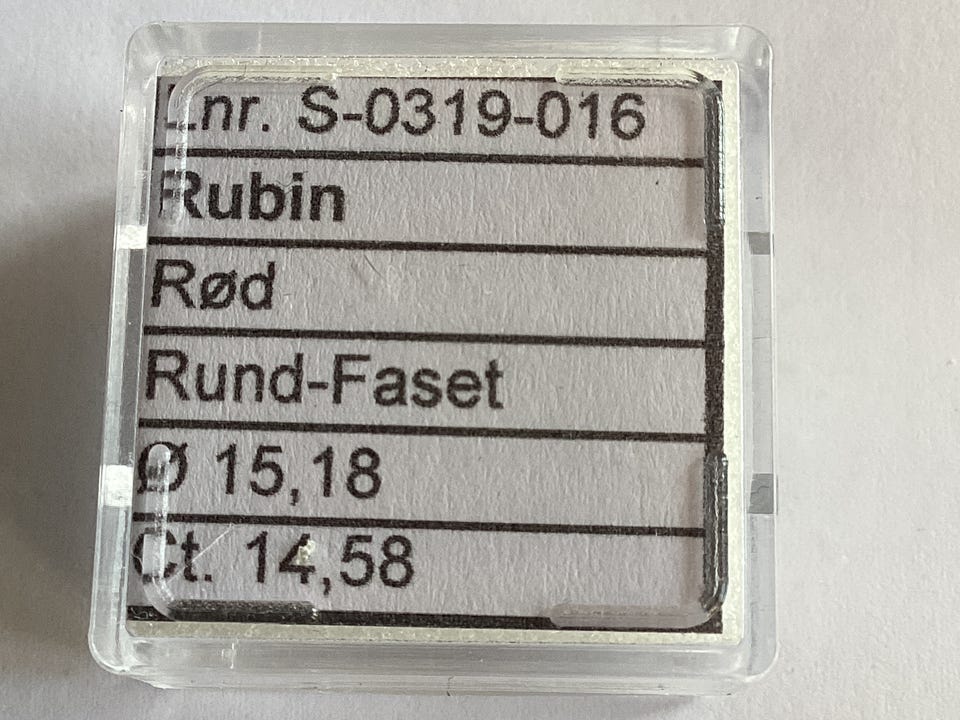 Lnr. S-0319-016
Rubin
Rød
Rund-Faset
Ø 15,18
Ct. 14,58